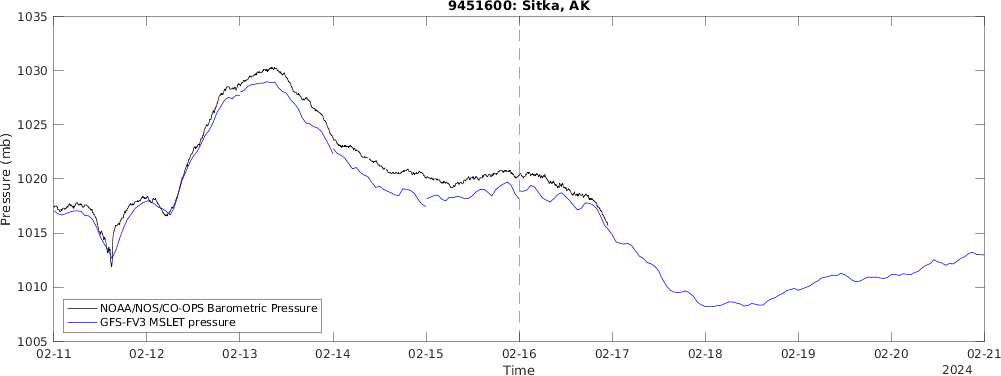 9451600: Sitka, AK
1035
1030
1025
1020
1015
1010
1005
Pressure (mb)
NOAA/NOS/CO-OPS Barometric Pressure
GFS-FV3 MSLET pressure
02-11 02-12 02-13 02-14 02-15 02-16 02-17 02-18 02-19 02-20 02-21
Time
2024